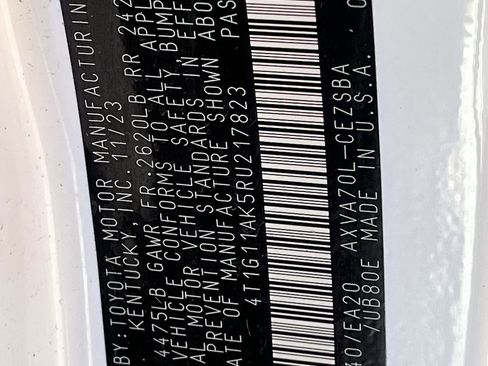 BY: TOYOTA MOTOR MANUFACTURIN
KENTUCKY, INC. 11/23
4475LB GAWR FR: 2620LB RR 242
VEHICLE CONFORMS TO ALL APPL
AL MOTOR VEHICLE SAFETY, BUMP
PREVENTION STANDARDS IN EFF
ATE OF MANUFACTURE SHOWN ABO
4T1G11AK5RU217823 PAS
40/EA20 AXVA70L-CEZSBA
/UB80E MADE IN U.S.A.